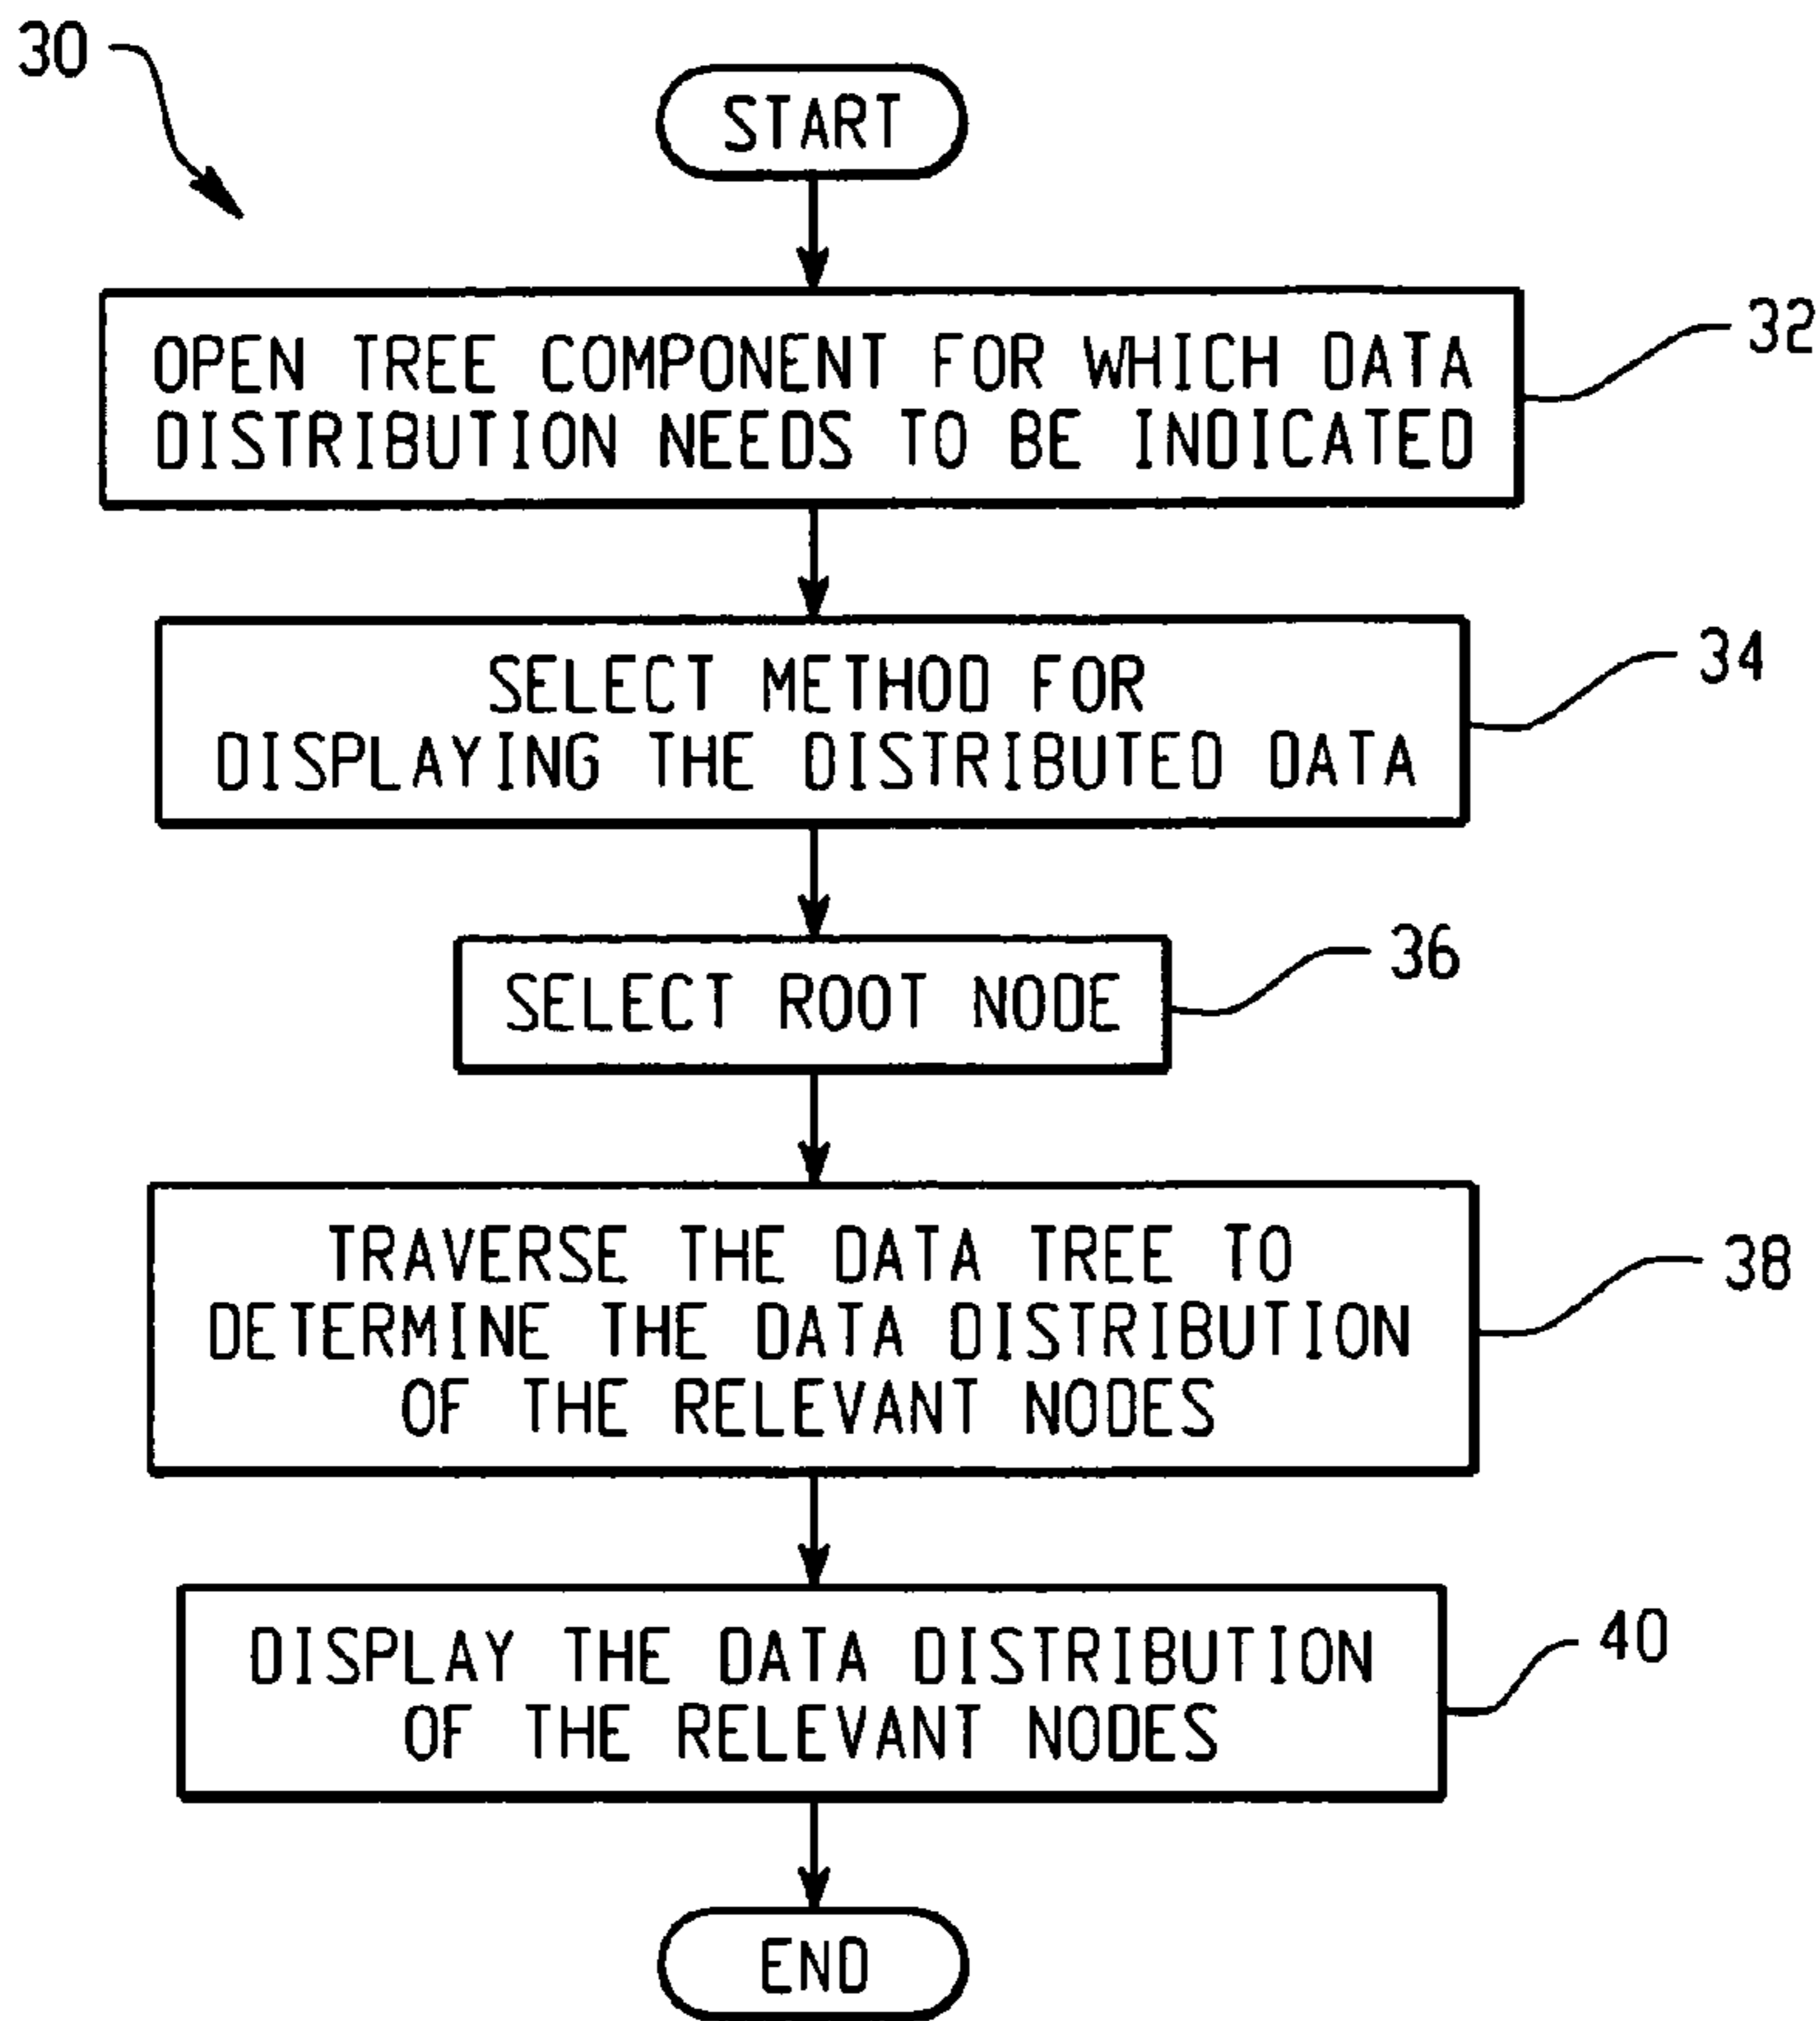 30
START
OPEN TREE COMPONENT FOR WHICH DATA
DISTRIBUTION NEEDS TO BE INDICATED
32
SELECT METHOD FOR
DISPLAYING THE DISTRIBUTED DATA
34
SELECT ROOT NODE
36
TRAVERSE THE DATA TREE TO
DETERMINE THE DATA DISTRIBUTION
OF THE RELEVANT NODES
38
DISPLAY THE DATA DISTRIBUTION
OF THE RELEVANT NODES
40
END